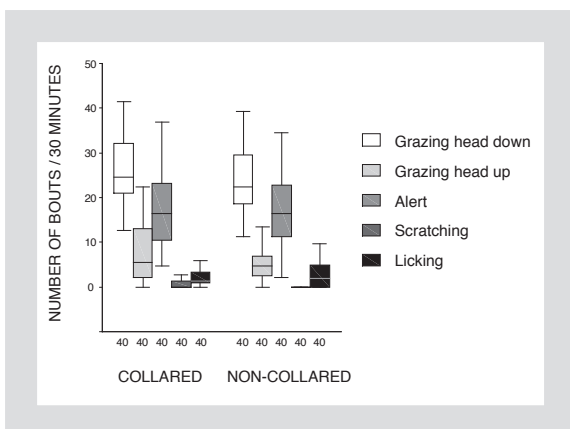 NUMBER OF BOUTS / 30 MINUTES
50
40
30
20
10
0
40 40 40 40 40 40 40 40 40 40
COLLARED NON-COLLARED
Grazing head down
Grazing head up
Alert
Scratching
Licking